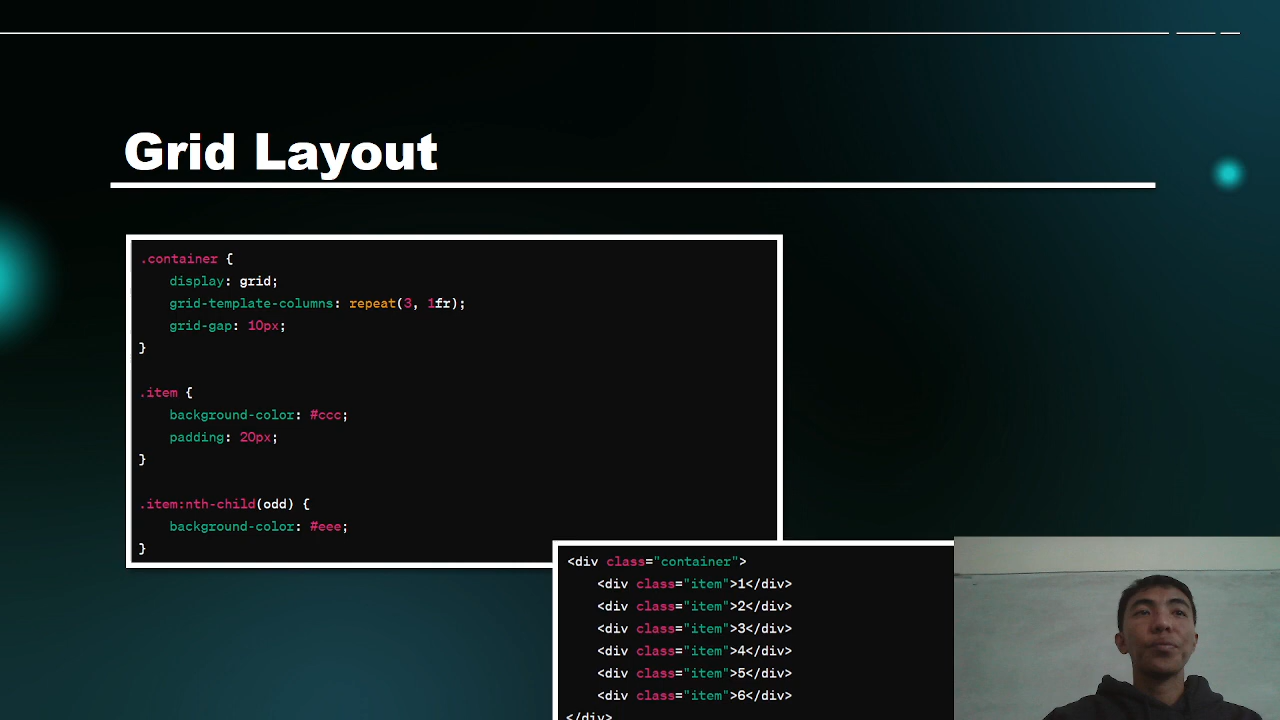 Grid Layout
.container {
display: grid;
grid-template-columns: repeat(3, 1fr);
grid-gap: 10px;
}
.item {
background-color: #ccc;
padding: 20px;
}
.item:nth-child(odd) {
background-color: #eee;
}
<div class="container">
<div class="item">1</div>
<div class="item">2</div>
<div class="item">3</div>
<div class="item">4</div>
<div class="item">5</div>
<div class="item">6</div>
</div>